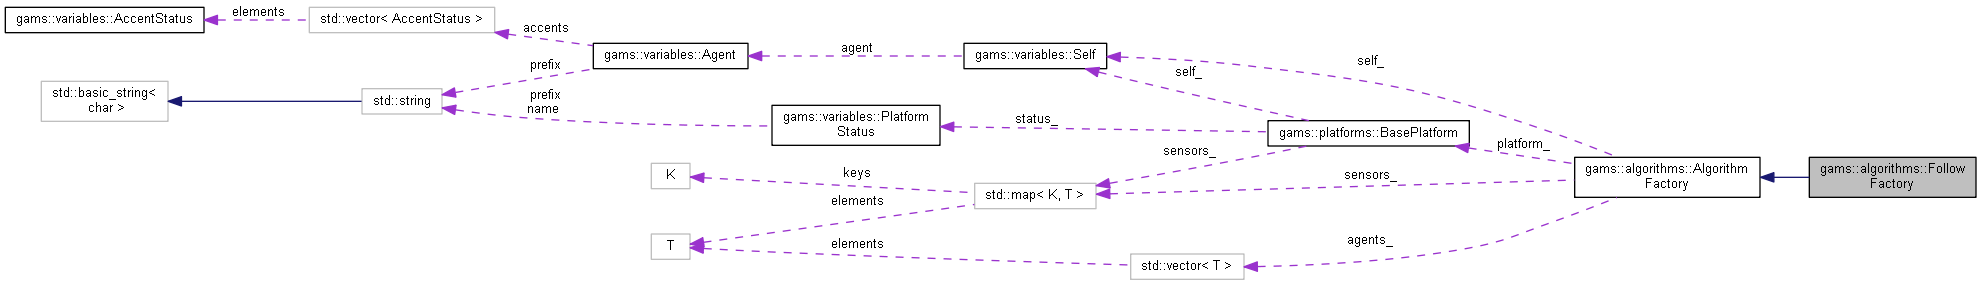 gams::variables::AccentStatus
elements
std::vector< AccentStatus >
accents
gams::variables::Agent
agent
gams::variables::Self
self_
prefix
self_
std::basic_string<
char >
std::string
prefix
name
gams::variables::Platform
Status
status_
gams::platforms::BasePlatform
platform_
sensors_
K
keys
std::map< K, T >
sensors_
gams::algorithms::Algorithm
Factory
gams::algorithms::Follow
Factory
elements
T
elements
std::vector< T >
agents_